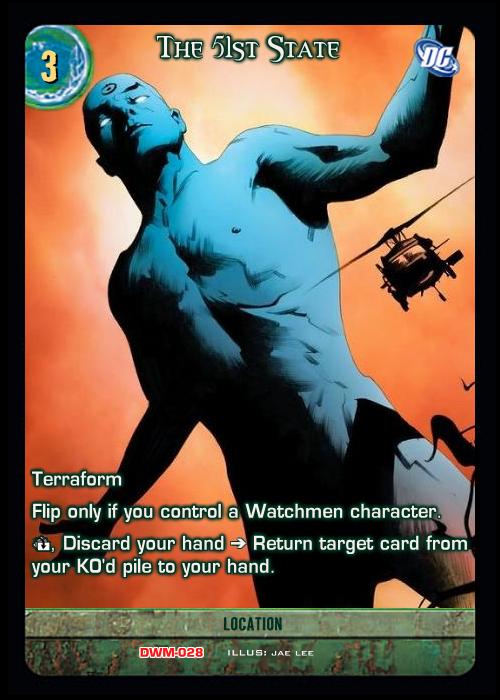 The 51st State
3
DC
Terraform
Flip only if you control a Watchmen character.
, Discard your hand → Return target card from
your KO'd pile to your hand.
LOCATION
DWM-028 ILLUS: JAE LEE